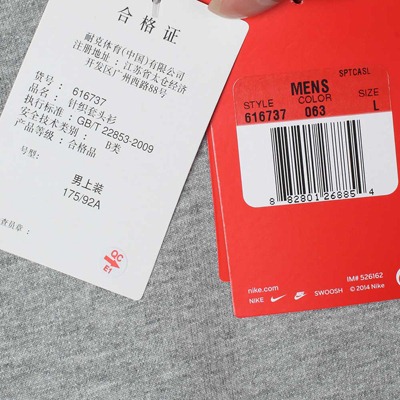 合格证
耐克体育(中国)有限公司
注册地址：江苏省太仓经济
开发区广州西路88号
货号： 616737
品名： 针织套头衫
执行标准：GB/T 22853-2009
安全技术类别： B类
产品等级：合格品
号型：
男上装
175/92A
查员章：
QC
E1
SPTCASL
MENS
STYLE COLOR SIZE
616737 063 L
8 82801 26885 4
IM# 526162
nike.com
NIKE SWOOSH © 2014 Nike